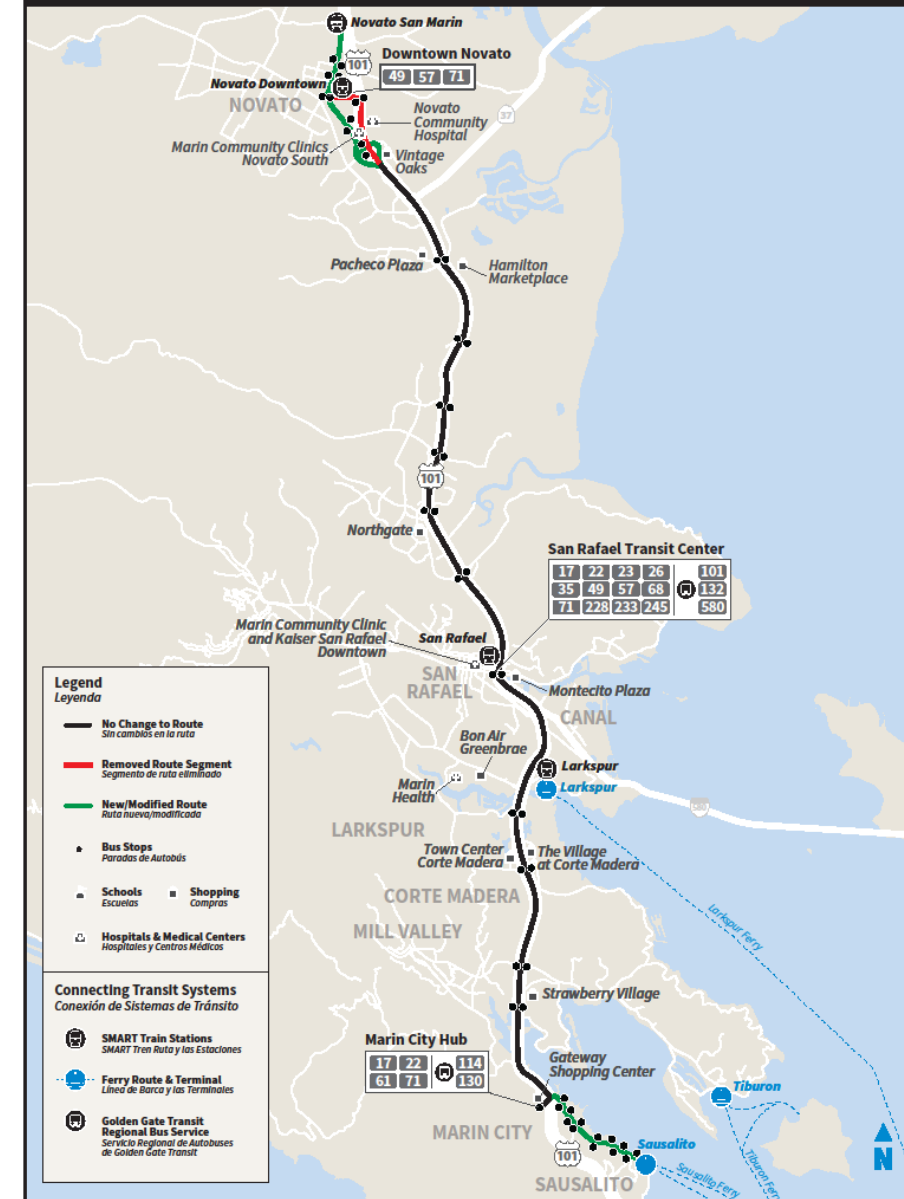 Novato San Marin
101
Downtown Novato
49 57 71
Novato Downtown
NOVATO
37
Novato
Community
Hospital
Marin Community Clinics
Novato South
Vintage
Oaks
Pacheco Plaza
Hamilton
Marketplace
101
Northgate
San Rafael Transit Center
17 22 23 26 101
35 49 57 68 132
71 228 233 245 580
Marin Community Clinic
and Kaiser San Rafael
Downtown
San Rafael
SAN
RAFAEL
Montecito Plaza
CANAL
Bon Air
Greenbrae
Larkspur
Larkspur
Marin
Health
580
LARKSPUR
Town Center
Corte Madera
The Village
at Corte Madera
CORTE MADERA
MILL VALLEY
Larkspur Ferry
Strawberry Village
Marin City Hub
17 22 114
61 71 130
Gateway
Shopping Center
Tiburon
MARIN CITY
101
Sausalito
SAUSALITO
Sausalito Ferry
Tiburon Ferry
N
Legend
Leyenda
No Change to Route
Sin cambios en la ruta
Removed Route Segment
Segmento de ruta eliminado
New/Modified Route
Ruta nueva/modificada
Bus Stops
Paradas de Autobús
Schools
Escuelas
Shopping
Compras
Hospitals & Medical Centers
Hospitales y Centros Médicos
Connecting Transit Systems
Conexión de Sistemas de Tránsito
SMART Train Stations
SMART Tren Ruta y las Estaciones
Ferry Route & Terminal
Línea de Barca y las Terminales
Golden Gate Transit
Regional Bus Service
Servicio Regional de Autobuses
de Golden Gate Transit